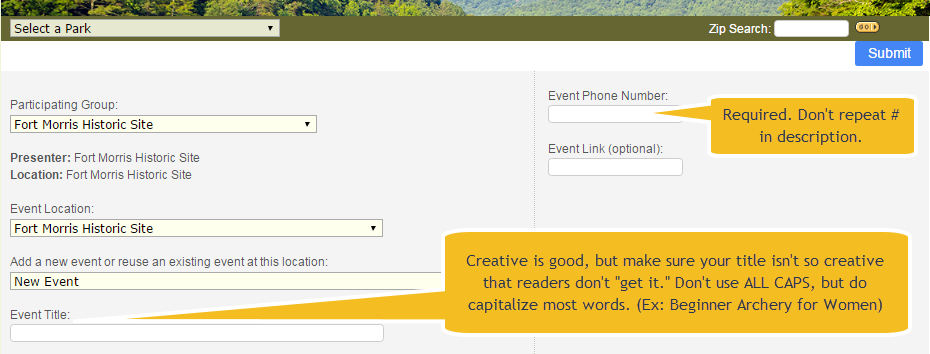 Select a Park
Zip Search:
GO
Submit
Participating Group:
Fort Morris Historic Site
Presenter: Fort Morris Historic Site
Location: Fort Morris Historic Site
Event Location:
Fort Morris Historic Site
Add a new event or reuse an existing event at this location:
New Event
Event Title:
Event Phone Number:
Required. Don't repeat #
in description.
Event Link (optional):
Creative is good, but make sure your title isn't so creative
that readers don't "get it." Don't use ALL CAPS, but do
capitalize most words. (Ex: Beginner Archery for Women)